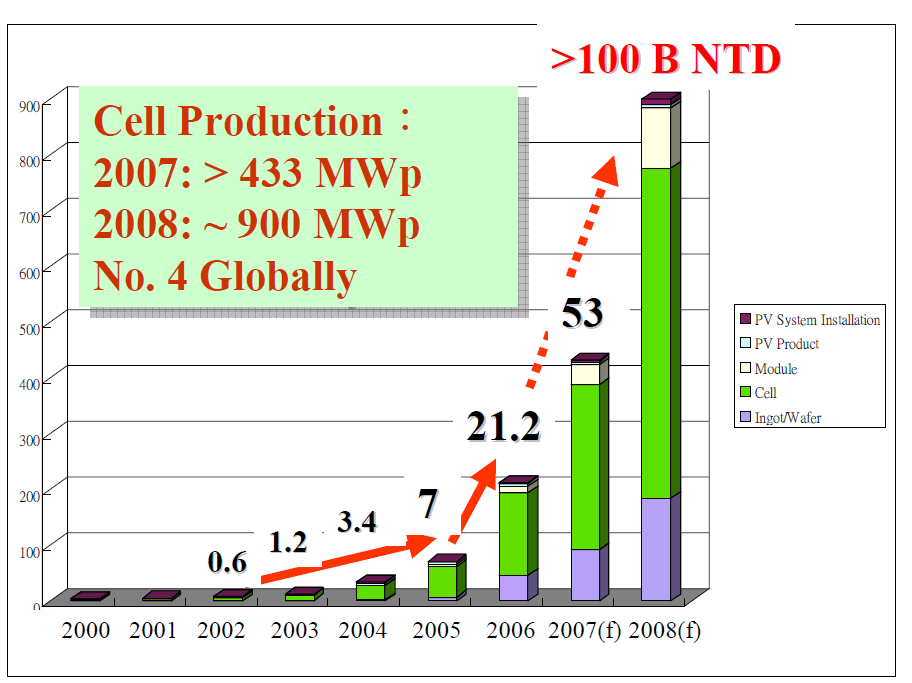 >100 B NTD
Cell Production：
2007: > 433 MWp
2008: ~ 900 MWp
No. 4 Globally
900
800
700
600
500
400
300
200
100
0
0.6
1.2
3.4
7
21.2
53
PV System Installation
PV Product
Module
Cell
Ingot/Wafer
2000 2001 2002 2003 2004 2005 2006 2007(f) 2008(f)